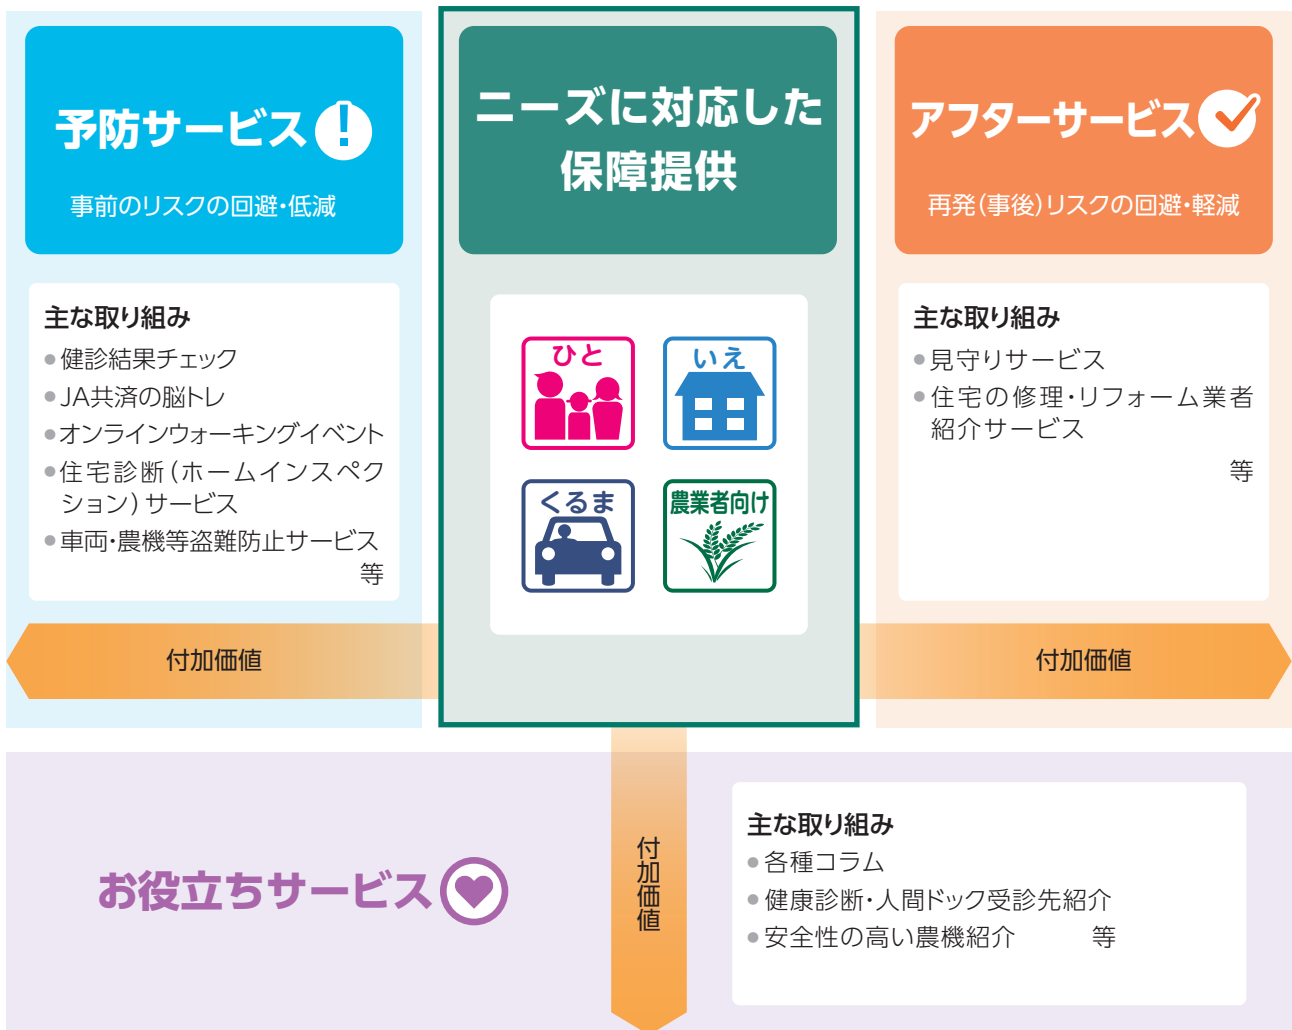 予防サービス
事前のリスクの回避・低減
主な取り組み
●健診結果チェック
●JA共済の脳トレ
●オンラインウォーキングイベント
●住宅診断（ホームインスペク
ション）サービス
●車両・農機等盗難防止サービス
等
付加価値
ニーズに対応した
保障提供
ひと
いえ
くるま
農業者向け
アフターサービス
再発（事後）リスクの回避・軽減
主な取り組み
●見守りサービス
●住宅の修理・リフォーム業者
紹介サービス
等
付加価値
お役立ちサービス
付加価値
主な取り組み
●各種コラム
●健康診断・人間ドック受診先紹介
●安全性の高い農機紹介 等